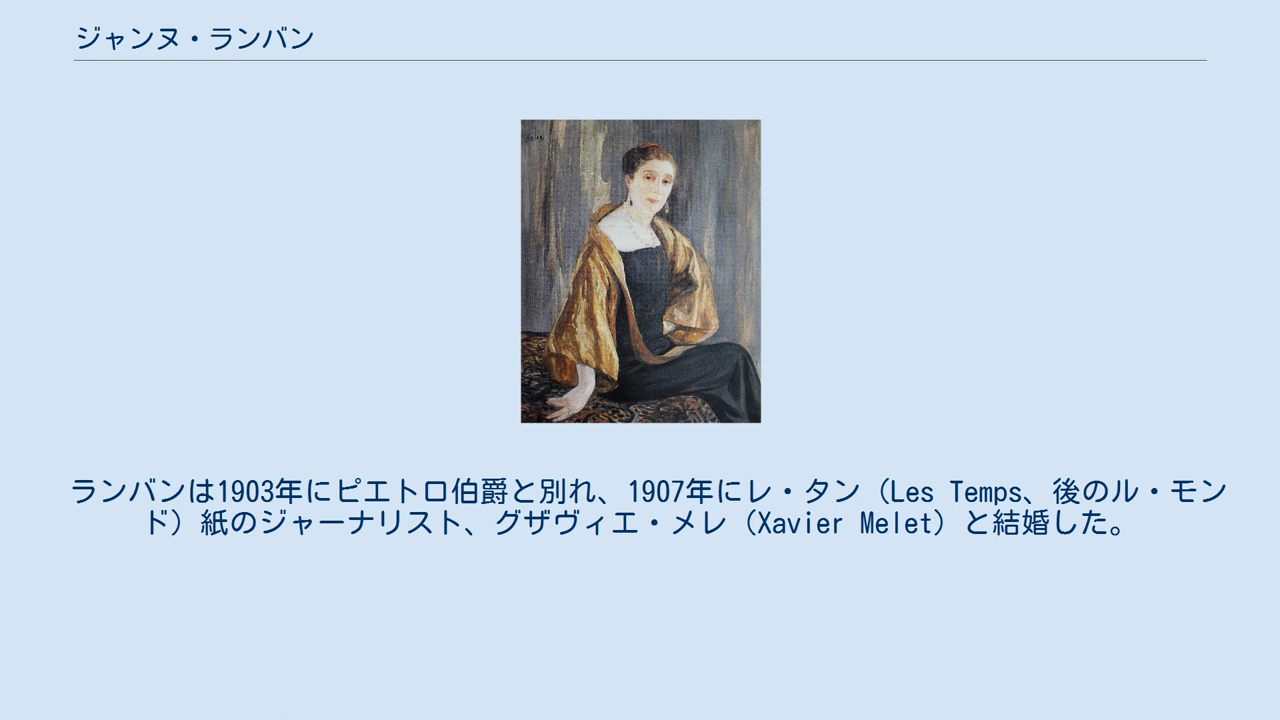 ジャンヌ・ランバン
ランバンは1903年にピエトロ伯爵と別れ、1907年にレ・タン（Les Temps、後のル・モン
ド）紙のジャーナリスト、グザヴィエ・メレ（Xavier Melet）と結婚した。